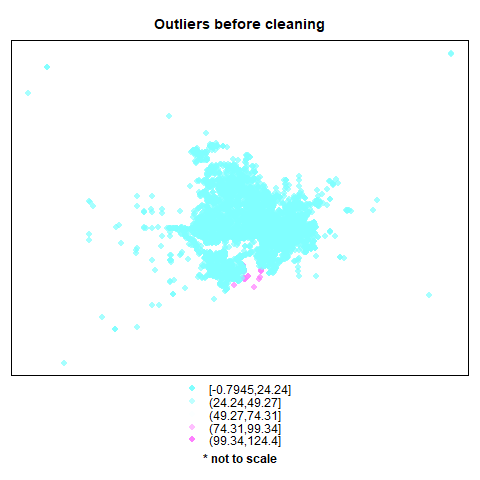 Outliers before cleaning
[-0.7945,24.24]
(24.24,49.27]
(49.27,74.31]
(74.31,99.34]
(99.34,124.4]
* not to scale